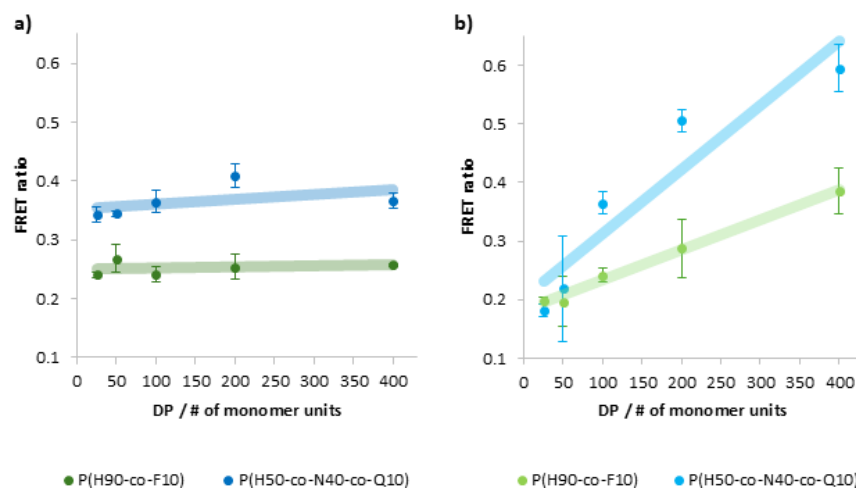 a)
0.6
0.5
0.4
0.3
0.2
0.1
FRET ratio
0 50 100 150 200 250 300 350 400
DP / # of monomer units
P(H90-co-F10) P(H50-co-N40-co-Q10)
b)
0.6
0.5
0.4
0.3
0.2
0.1
FRET ratio
0 50 100 150 200 250 300 350 400
DP / # of monomer units
P(H90-co-F10) P(H50-co-N40-co-Q10)